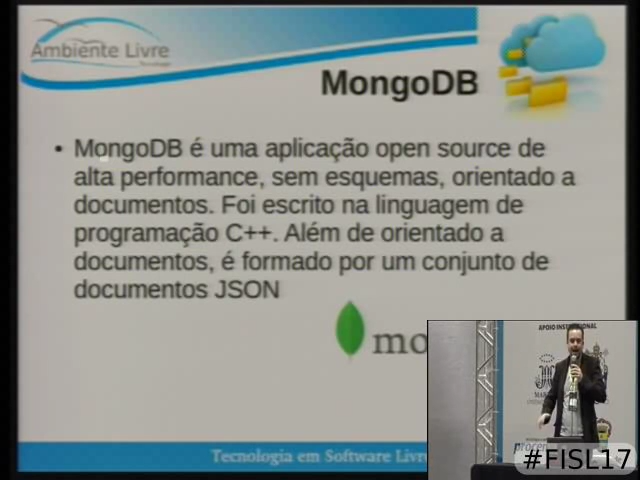 Ambiente Livre
Tecnologia
MongoDB
• MongoDB é uma aplicação open source de
alta performance, sem esquemas, orientado a
documentos. Foi escrito na linguagem de
programação C++. Além de orientado a
documentos, é formado por um conjunto de
documentos JSON
mo
APOIO INSTITUCIONAL
Tecnologia em Software Livre
#FISL17